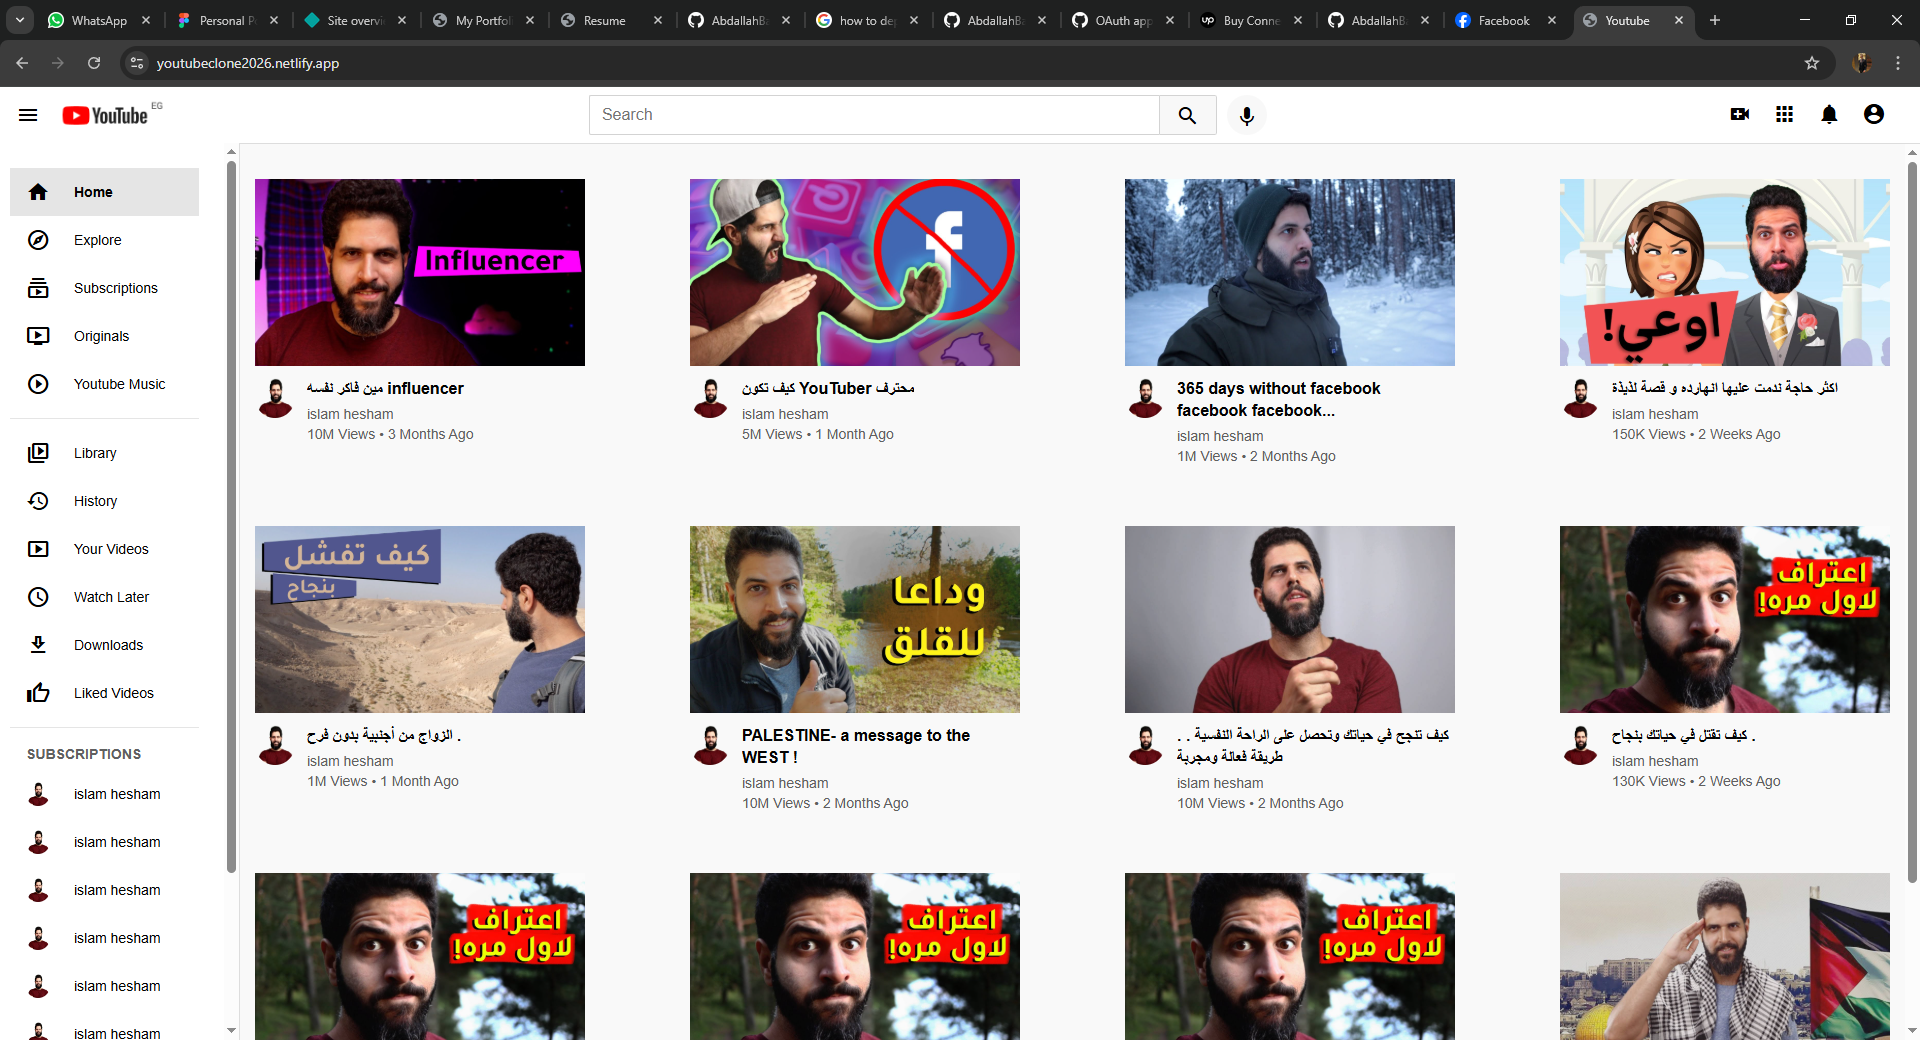 WhatsApp
Personal P
Site overvi
My Portfoli
Resume
AbdallahBa
how to dep
AbdallahBa
OAuth app
up Buy Conne
AbdallahBa
Facebook
Youtube
youtubeclone2026.netlify.app
YouTube EG
Search
Home
Explore
Subscriptions
Originals
Youtube Music
Library
History
Your Videos
Watch Later
Downloads
Liked Videos
SUBSCRIPTIONS
islam hesham
islam hesham
islam hesham
islam hesham
islam hesham
islam hesham
Influencer
مين فاكر نفسه influencer
islam hesham
10M Views • 3 Months Ago
كيف تكون YouTuber محترف
islam hesham
5M Views • 1 Month Ago
365 days without facebook
facebook facebook...
islam hesham
1M Views • 2 Months Ago
اوعي!
اكثر حاجة ندمت عليها انهارده و قصة لذيذة
islam hesham
150K Views • 2 Weeks Ago
كيف تفشل
بنجاح
الزواج من أجنبية بدون فرح .
islam hesham
1M Views • 1 Month Ago
وداعا
للقلق
PALESTINE- a message to the
WEST !
islam hesham
10M Views • 2 Months Ago
كيف تنجح في حياتك وتحصل على الراحة النفسية . .
طريقة فعالة ومجربة
islam hesham
10M Views • 2 Months Ago
اعتراف
لاول مره!
كيف تقتل في حياتك بنجاح .
islam hesham
130K Views • 2 Weeks Ago
اعتراف
لاول مره!
اعتراف
لاول مره!
اعتراف
لاول مره!